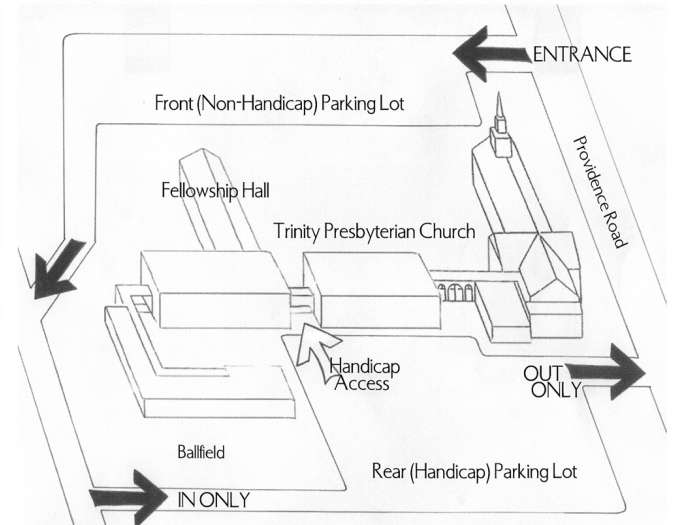 ENTRANCE
Front (Non-Handicap) Parking Lot
Providence Road
Fellowship Hall
Trinity Presbyterian Church
Handicap
Access
OUT
ONLY
Ballfield
Rear (Handicap) Parking Lot
IN ONLY